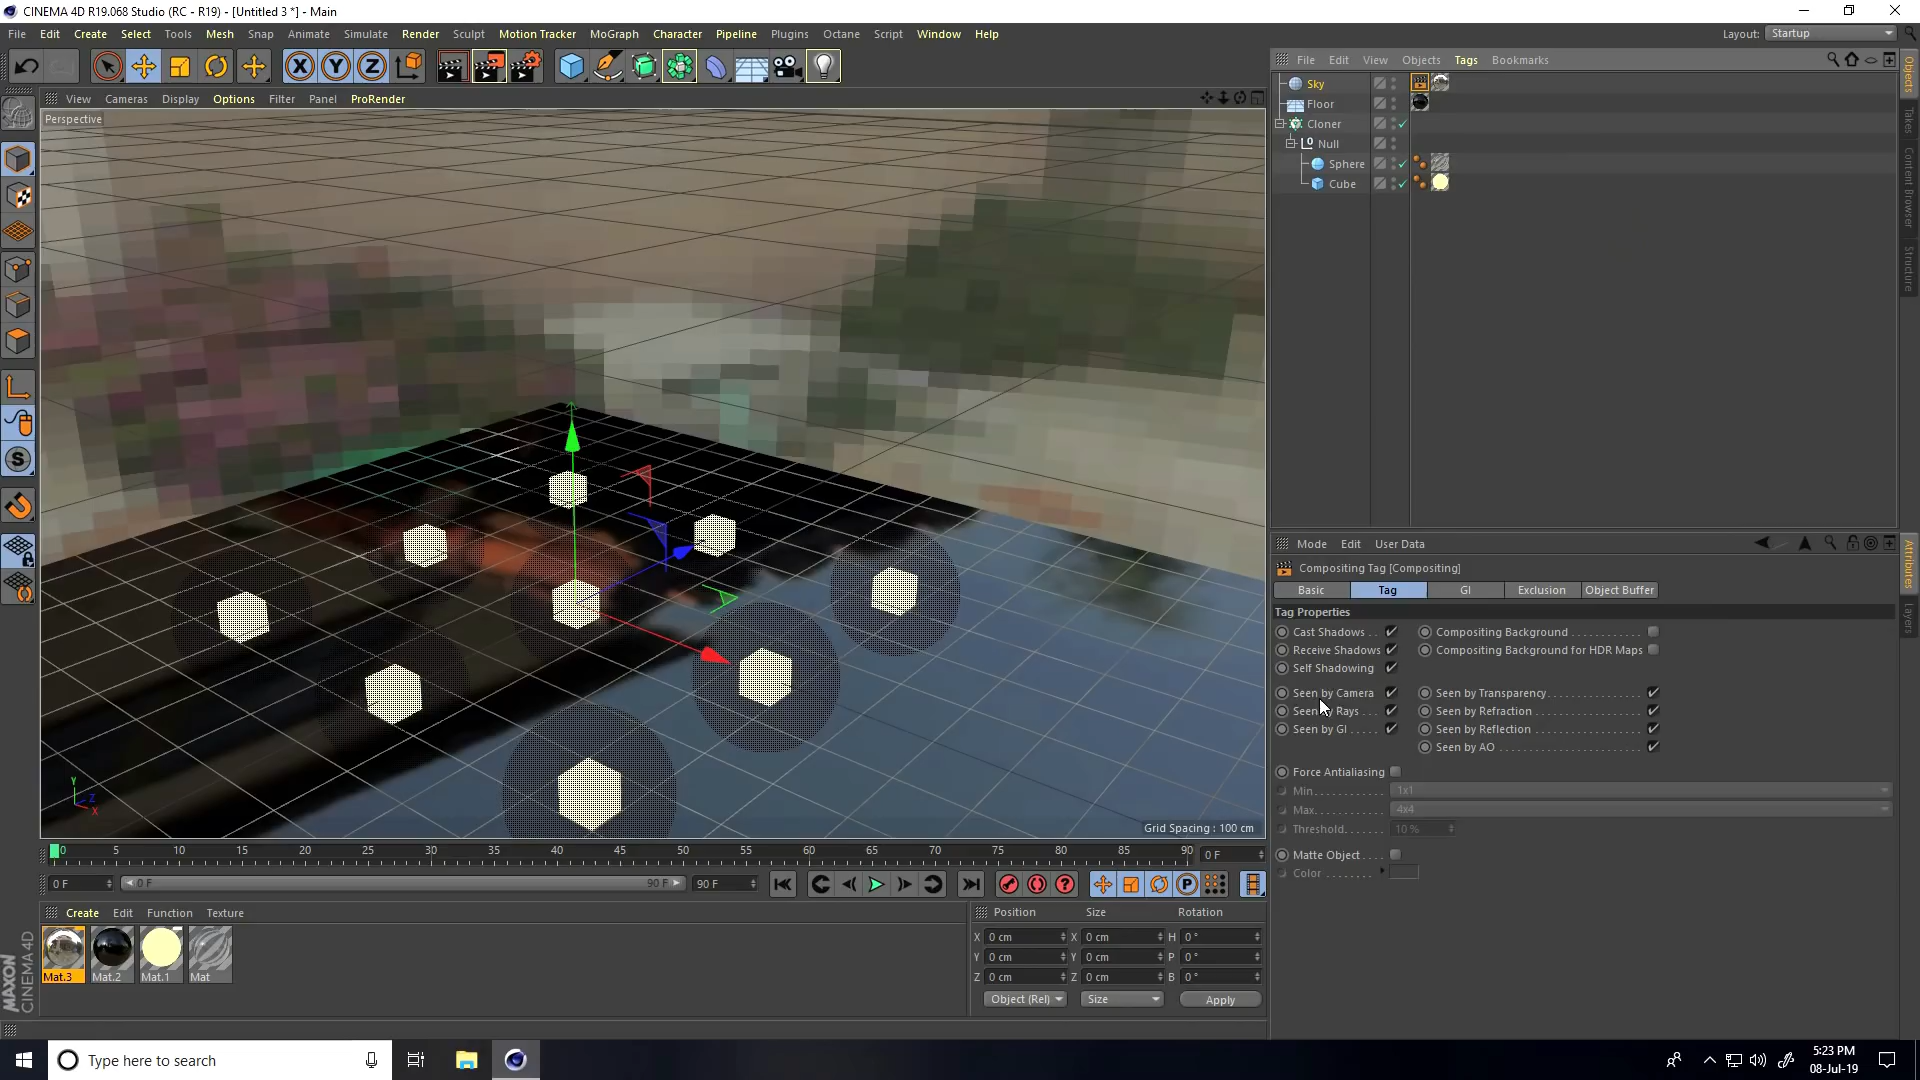 CINEMA 4D R19.068 Studio (RC - R19) - [Untitled 3 *] - Main
File Edit Create Select Tools Mesh Snap Animate Simulate Render Sculpt Motion Tracker MoGraph Character Pipeline Plugins Octane Script Window Help
Layout: Startup
View Cameras Display Options Filter Panel ProRender
Perspective
Grid Spacing : 100 cm
X Y Z
File Edit View Objects Tags Bookmarks
Sky
Floor
Cloner
Null
Sphere
Cube
Objects
Takes
Content Browser
Structure
Mode Edit User Data
Compositing Tag [Compositing]
Basic Tag GI Exclusion Object Buffer
Tag Properties
Cast Shadows . . Compositing Background . . . . . . . . . . . .
Receive Shadows Compositing Background for HDR Maps
Self Shadowing
Seen by Camera Seen by Transparency. . . . . . . . . . . . . . .
Seen by Rays . . . Seen by Refraction . . . . . . . . . . . . . . . . .
Seen by GI . . . . . Seen by Reflection . . . . . . . . . . . . . . . . .
Seen by AO . . . . . . . . . . . . . . . . . . . . . . . .
Force Antialiasing
Min. . . . . . . . . . . 1x1
Max. . . . . . . . . . . 4x4
Threshold. . . . . . . 10 %
Matte Object . . . .
Color . . . . . . . .
Attributes
Layers
0 5 10 15 20 25 30 35 40 45 50 55 60 65 70 75 80 85 90 0 F
0 F 0 F 90 F 90 F
Create Edit Function Texture
Mat.3 Mat.2 Mat.1 Mat
MAXON
CINEMA 4D
Position Size Rotation
X 0 cm X 0 cm H 0 °
Y 0 cm Y 0 cm P 0 °
Z 0 cm Z 0 cm B 0 °
Object (Rel) Size Apply
Type here to search
5:23 PM
08-Jul-19